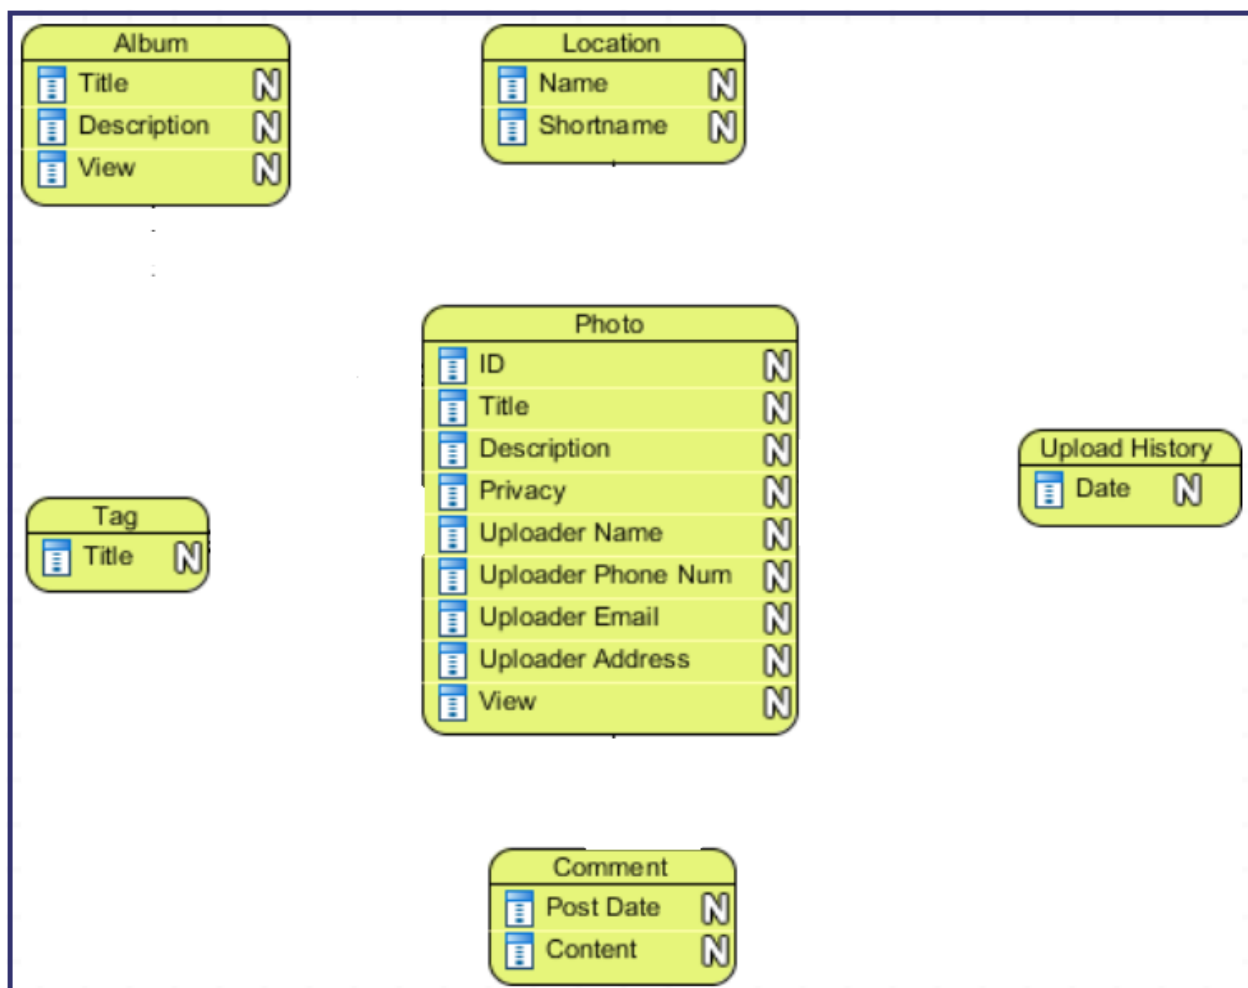 Album
Title N
Description N
View N
Location
Name N
Shortname N
Photo
ID N
Title N
Description N
Privacy N
Uploader Name N
Uploader Phone Num N
Uploader Email N
Uploader Address N
View N
Upload History
Date N
Tag
Title N
Comment
Post Date N
Content N